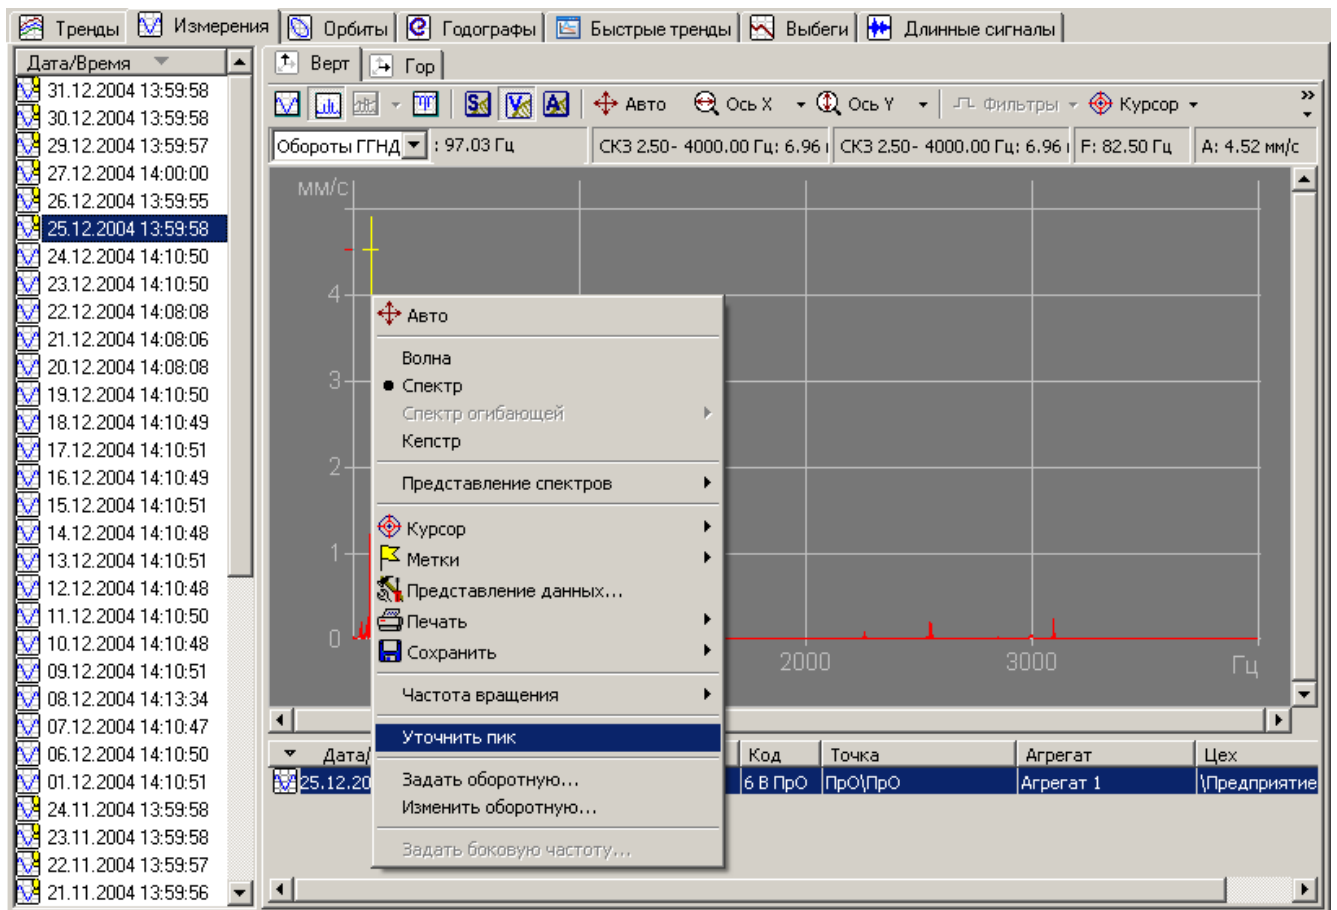 Тренды Измерения Орбиты Годографы Быстрые тренды Выбеги Длинные сигналы
Дата/Время
31.12.2004 13:59:58
30.12.2004 13:59:58
29.12.2004 13:59:57
27.12.2004 14:00:00
26.12.2004 13:59:55
25.12.2004 13:59:58
24.12.2004 14:10:50
23.12.2004 14:10:50
22.12.2004 14:08:08
21.12.2004 14:08:06
20.12.2004 14:08:08
19.12.2004 14:10:50
18.12.2004 14:10:49
17.12.2004 14:10:51
16.12.2004 14:10:49
15.12.2004 14:10:51
14.12.2004 14:10:48
13.12.2004 14:10:51
12.12.2004 14:10:48
11.12.2004 14:10:50
10.12.2004 14:10:48
09.12.2004 14:10:51
08.12.2004 14:13:34
07.12.2004 14:10:47
06.12.2004 14:10:50
01.12.2004 14:10:51
24.11.2004 13:59:58
23.11.2004 13:59:58
22.11.2004 13:59:57
21.11.2004 13:59:56
Верт Гор
S V A Авто Ось X Ось Y Фильтры Курсор »
Обороты ГГНД : 97.03 Гц СКЗ 2.50- 4000.00 Гц: 6.96 СКЗ 2.50- 4000.00 Гц: 6.96 F: 82.50 Гц A: 4.52 мм/с
мм/с
4
3
2
1
0
2000 3000 Гц
Авто
Волна
Спектр
Спектр огибающей
Кепстр
Представление спектров
Курсор
Метки
Представление данных...
Печать
Сохранить
Частота вращения
Уточнить пик
Задать оборотную...
Изменить оборотную...
Задать боковую частоту...
Дата/ Код Точка Агрегат Цех
25.12.20 6 В ПрО ПрО\ПрО Агрегат 1 \Предприятие